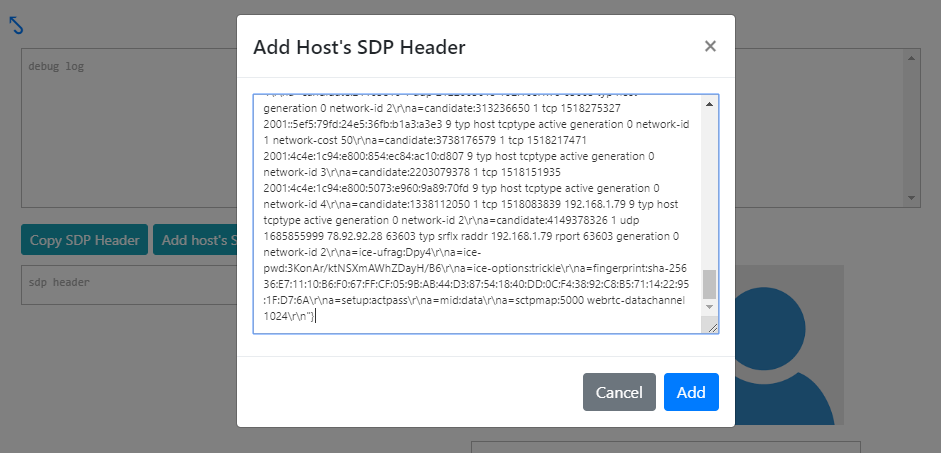 Add Host's SDP Header
×
debug log
generation 0 network-id 2\r\na=candidate:313236650 1 tcp 1518275327
2001::5ef5:79fd:24e5:36fb:b1a3:a3e3 9 typ host tcptype active generation 0 network-id
1 network-cost 50\r\na=candidate:3738176579 1 tcp 1518217471
2001:4c4e:1c94:e800:854:ec84:ac10:d807 9 typ host tcptype active generation 0
network-id 3\r\na=candidate:2203079378 1 tcp 1518151935
2001:4c4e:1c94:e800:5073:e960:9a89:70fd 9 typ host tcptype active generation 0
network-id 4\r\na=candidate:1338112050 1 tcp 1518083839 192.168.1.79 9 typ host
tcptype active generation 0 network-id 2\r\na=candidate:4149378326 1 udp
1685855999 78.92.92.28 63603 typ srflx raddr 192.168.1.79 rport 63603 generation 0
network-id 2\r\na=ice-ufrag:Dpy4\r\na=ice-
pwd:3KonAr/ktNSXmAWhZDayH/B6\r\na=ice-options:trickle\r\na=fingerprint:sha-256
36:E7:11:10:B6:F0:67:FF:CF:05:9B:AB:44:D3:87:54:18:40:DD:0C:F4:38:92:C8:B5:71:14:22:95
:1F:D7:6A\r\na=setup:actpass\r\na=mid:data\r\na=sctpmap:5000 webrtc-datachannel
1024\r\n"}
Copy SDP Header
Add host's S
sdp header
Cancel
Add